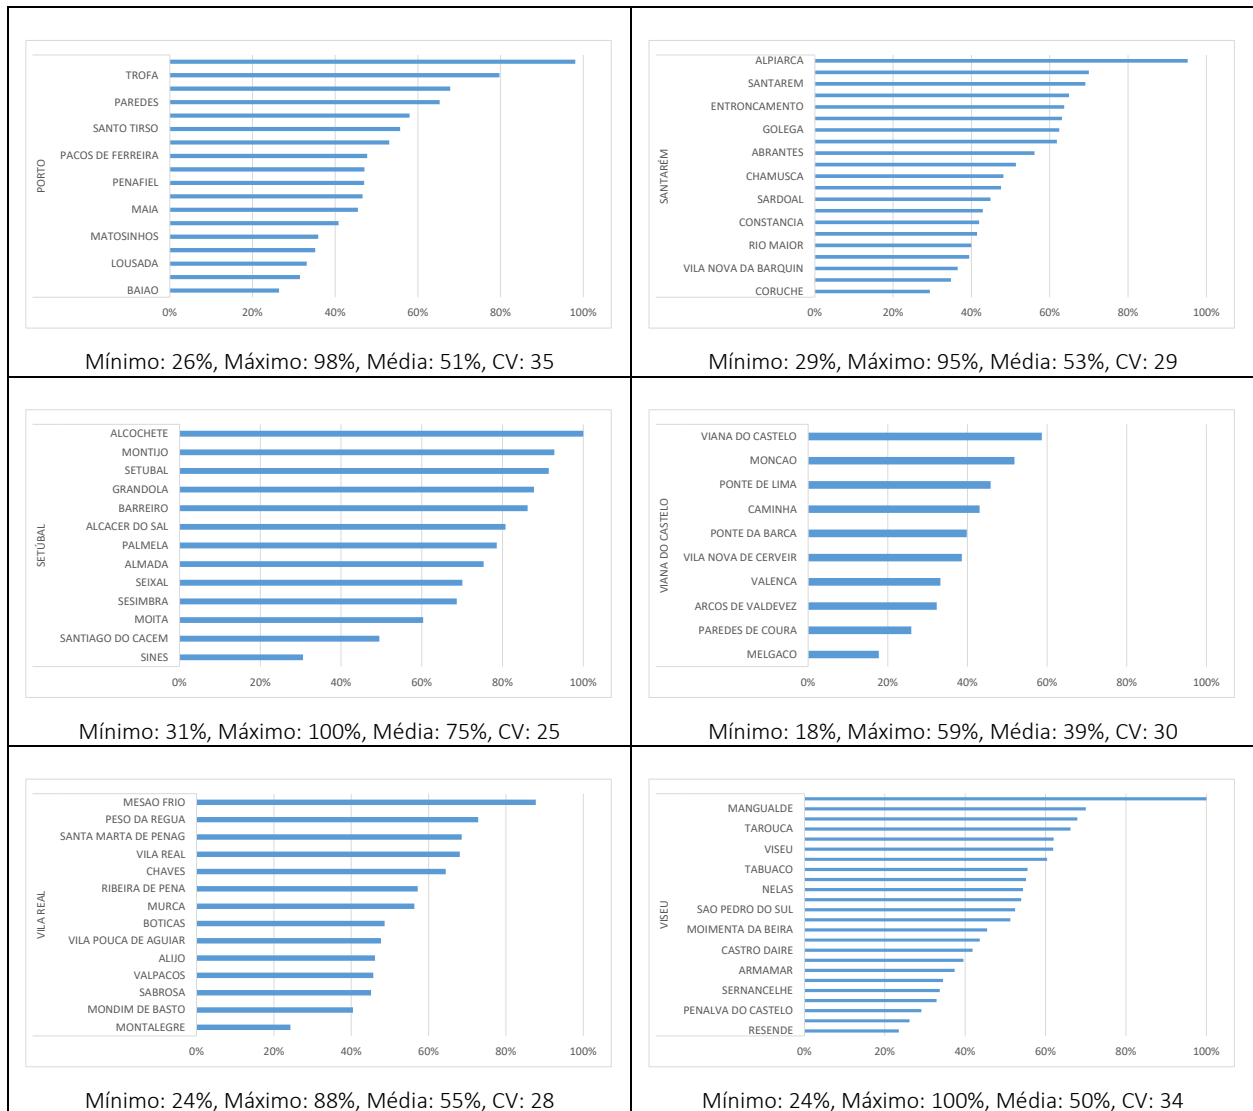 PORTO
TROFA
PAREDES
SANTO TIRSO
PACOS DE FERREIRA
PENAFIEL
MAIA
MATOSINHOS
LOUSADA
BAIAO
0% 20% 40% 60% 80% 100%
Mínimo: 26%, Máximo: 98%, Média: 51%, CV: 35
SANTARÉM
ALPIARCA
SANTAREM
ENTRONCAMENTO
GOLEGA
ABRANTES
CHAMUSCA
SARDOAL
CONSTANCIA
RIO MAIOR
VILA NOVA DA BARQUIN
CORUCHE
0% 20% 40% 60% 80% 100%
Mínimo: 29%, Máximo: 95%, Média: 53%, CV: 29
SETÚBAL
ALCOCHETE
MONTIJO
SETUBAL
GRANDOLA
BARREIRO
ALCACER DO SAL
PALMELA
ALMADA
SEIXAL
SESIMBRA
MOITA
SANTIAGO DO CACEM
SINES
0% 20% 40% 60% 80% 100%
Mínimo: 31%, Máximo: 100%, Média: 75%, CV: 25
VIANA DO CASTELO
VIANA DO CASTELO
MONCAO
PONTE DE LIMA
CAMINHA
PONTE DA BARCA
VILA NOVA DE CERVEIR
VALENCA
ARCOS DE VALDEVEZ
PAREDES DE COURA
MELGACO
0% 20% 40% 60% 80% 100%
Mínimo: 18%, Máximo: 59%, Média: 39%, CV: 30
VILA REAL
MESAO FRIO
PESO DA REGUA
SANTA MARTA DE PENAG
VILA REAL
CHAVES
RIBEIRA DE PENA
MURCA
BOTICAS
VILA POUCA DE AGUIAR
ALIJO
VALPACOS
SABROSA
MONDIM DE BASTO
MONTALEGRE
0% 20% 40% 60% 80% 100%
Mínimo: 24%, Máximo: 88%, Média: 55%, CV: 28
VISEU
MANGUALDE
TAROUCA
VISEU
TABUACO
NELAS
SAO PEDRO DO SUL
MOIMENTA DA BEIRA
CASTRO DAIRE
ARMAMAR
SERNANCELHE
PENALVA DO CASTELO
RESENDE
0% 20% 40% 60% 80% 100%
Mínimo: 24%, Máximo: 100%, Média: 50%, CV: 34